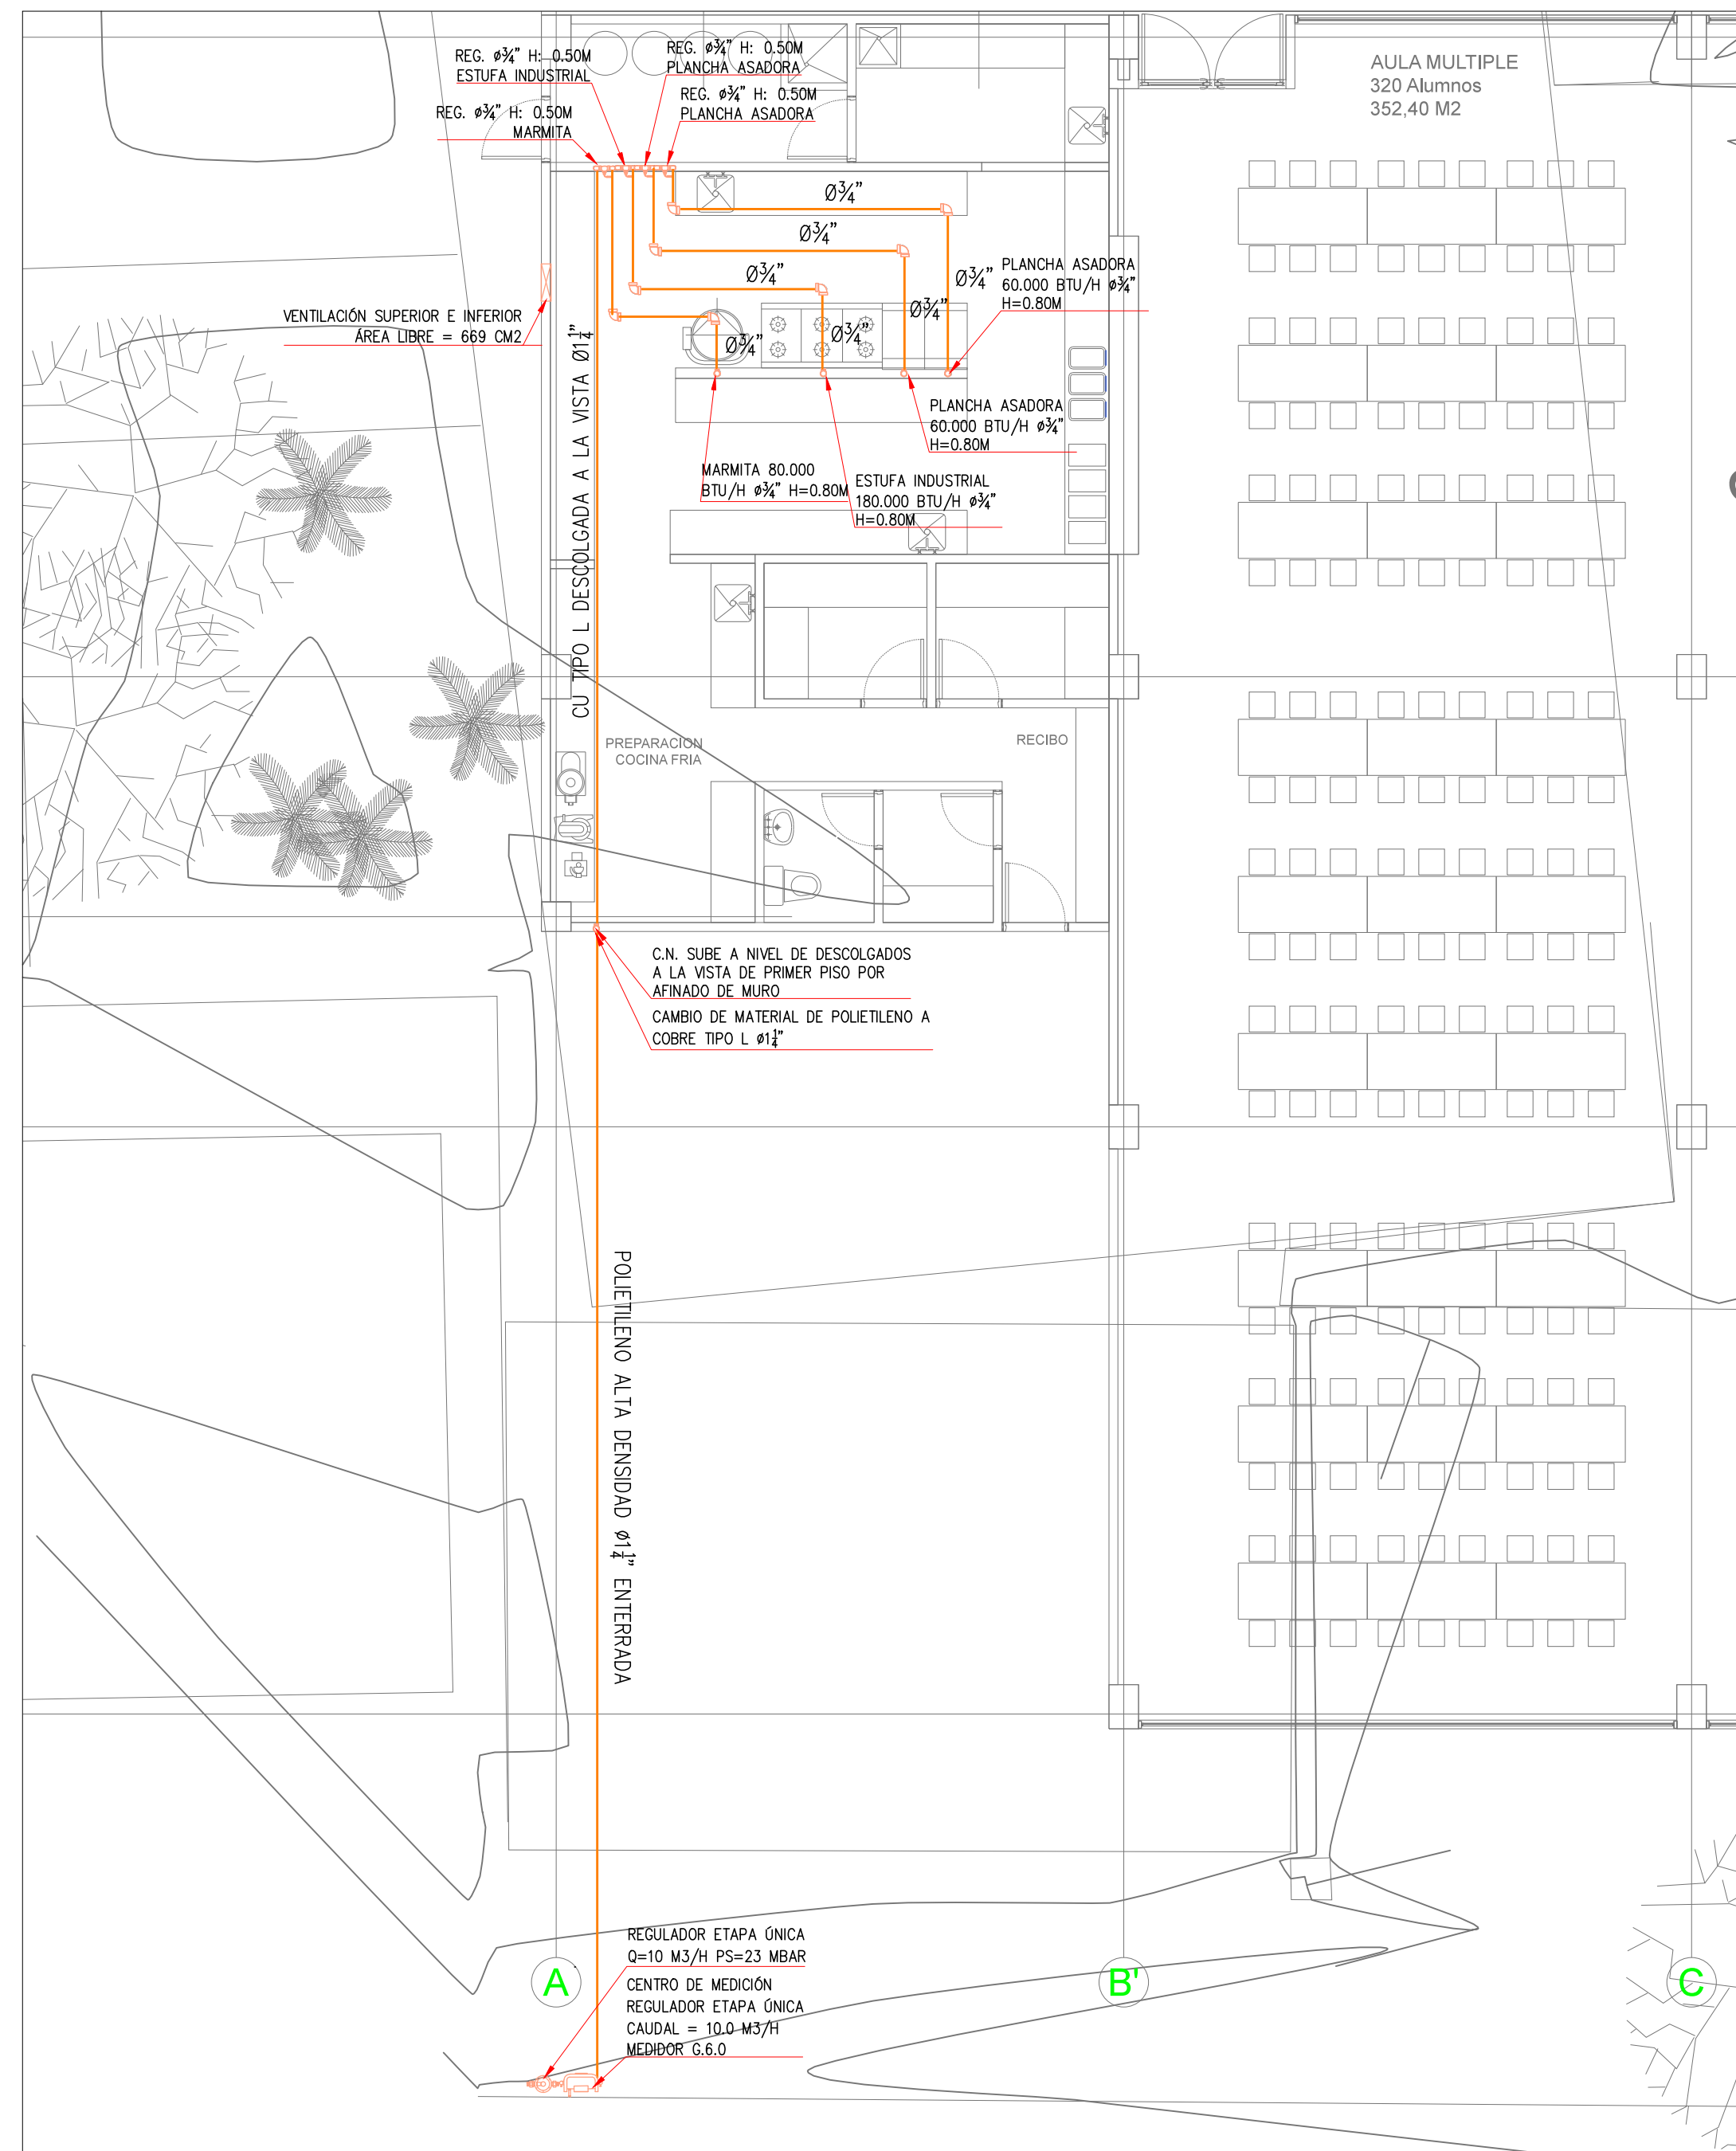 REG. ø¾" H: 0.50M
ESTUFA INDUSTRIAL
REG. ø¾" H: 0.50M
PLANCHA ASADORA
REG. ø¾" H: 0.50M
PLANCHA ASADORA
REG. ø¾" H: 0.50M
MARMITA
AULA MULTIPLE
320 Alumnos
352,40 M2
Ø¾"
Ø¾"
Ø¾"
Ø¾"
Ø¾"
Ø¾"
Ø¾"
PLANCHA ASADORA
60.000 BTU/H ø¾"
H=0.80M
VENTILACIÓN SUPERIOR E INFERIOR
ÁREA LIBRE = 669 CM2
CU TIPO L DESCOLGADA A LA VISTA Ø1¼"
PLANCHA ASADORA
60.000 BTU/H ø¾"
H=0.80M
MARMITA 80.000
BTU/H ø¾" H=0.80M
ESTUFA INDUSTRIAL
180.000 BTU/H ø¾"
H=0.80M
PREPARACION
COCINA FRIA
RECIBO
C.N. SUBE A NIVEL DE DESCOLGADOS
A LA VISTA DE PRIMER PISO POR
AFINADO DE MURO
CAMBIO DE MATERIAL DE POLIETILENO A
COBRE TIPO L ø1¼"
POLIETILENO ALTA DENSIDAD ø1¼" ENTERRADA
REGULADOR ETAPA ÚNICA
Q=10 M3/H PS=23 MBAR
CENTRO DE MEDICIÓN
REGULADOR ETAPA ÚNICA
CAUDAL = 10.0 M3/H
MEDIDOR G.6.0
A
B'
C